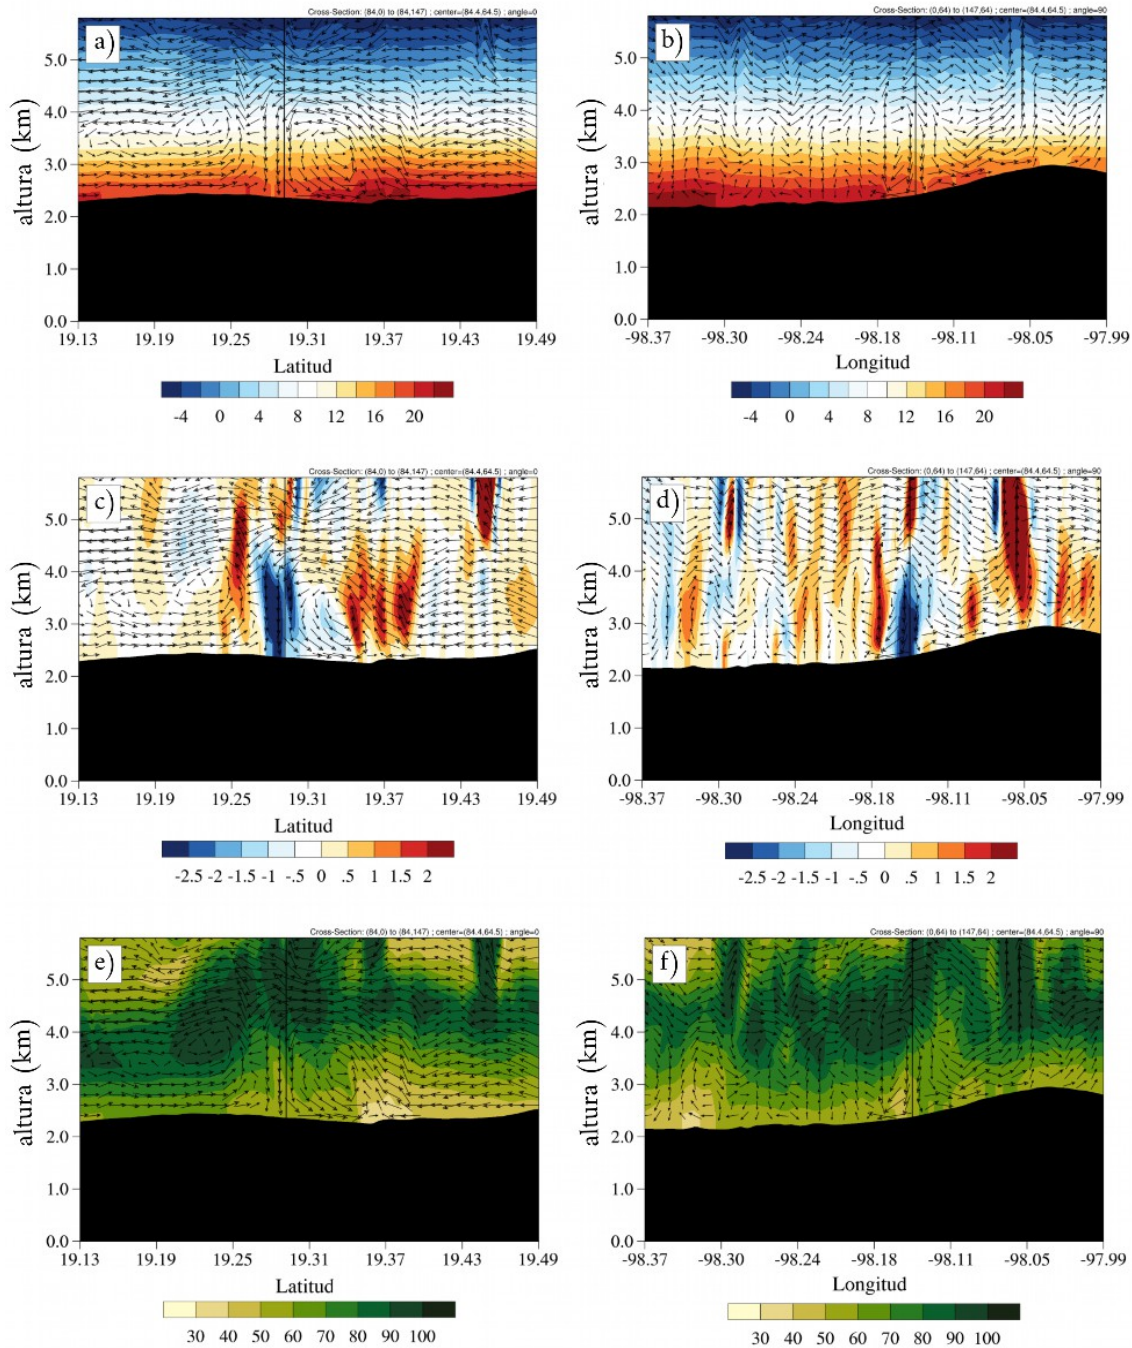 Cross-Section: (84,0) to (84,147) ; center=(84.4,64.5) ; angle=0
a)
altura (km)
5.0
4.0
3.0
2.0
1.0
0.0
19.13 19.19 19.25 19.31 19.37 19.43 19.49
Latitud
-4 0 4 8 12 16 20
Cross-Section: (0,64) to (147,64) ; center=(84.4,64.5) ; angle=90
b)
altura (km)
5.0
4.0
3.0
2.0
1.0
0.0
-98.37 -98.30 -98.24 -98.18 -98.11 -98.05 -97.99
Longitud
-4 0 4 8 12 16 20
Cross-Section: (84,0) to (84,147) ; center=(84.4,64.5) ; angle=0
c)
altura (km)
5.0
4.0
3.0
2.0
1.0
0.0
19.13 19.19 19.25 19.31 19.37 19.43 19.49
Latitud
-2.5 -2 -1.5 -1 -.5 0 .5 1 1.5 2
Cross-Section: (0,64) to (147,64) ; center=(84.4,64.5) ; angle=90
d)
altura (km)
5.0
4.0
3.0
2.0
1.0
0.0
-98.37 -98.30 -98.24 -98.18 -98.11 -98.05 -97.99
Longitud
-2.5 -2 -1.5 -1 -.5 0 .5 1 1.5 2
Cross-Section: (84,0) to (84,147) ; center=(84.4,64.5) ; angle=0
e)
altura (km)
5.0
4.0
3.0
2.0
1.0
0.0
19.13 19.19 19.25 19.31 19.37 19.43 19.49
Latitud
30 40 50 60 70 80 90 100
Cross-Section: (0,64) to (147,64) ; center=(84.4,64.5) ; angle=90
f)
altura (km)
5.0
4.0
3.0
2.0
1.0
0.0
-98.37 -98.30 -98.24 -98.18 -98.11 -98.05 -97.99
Longitud
30 40 50 60 70 80 90 100